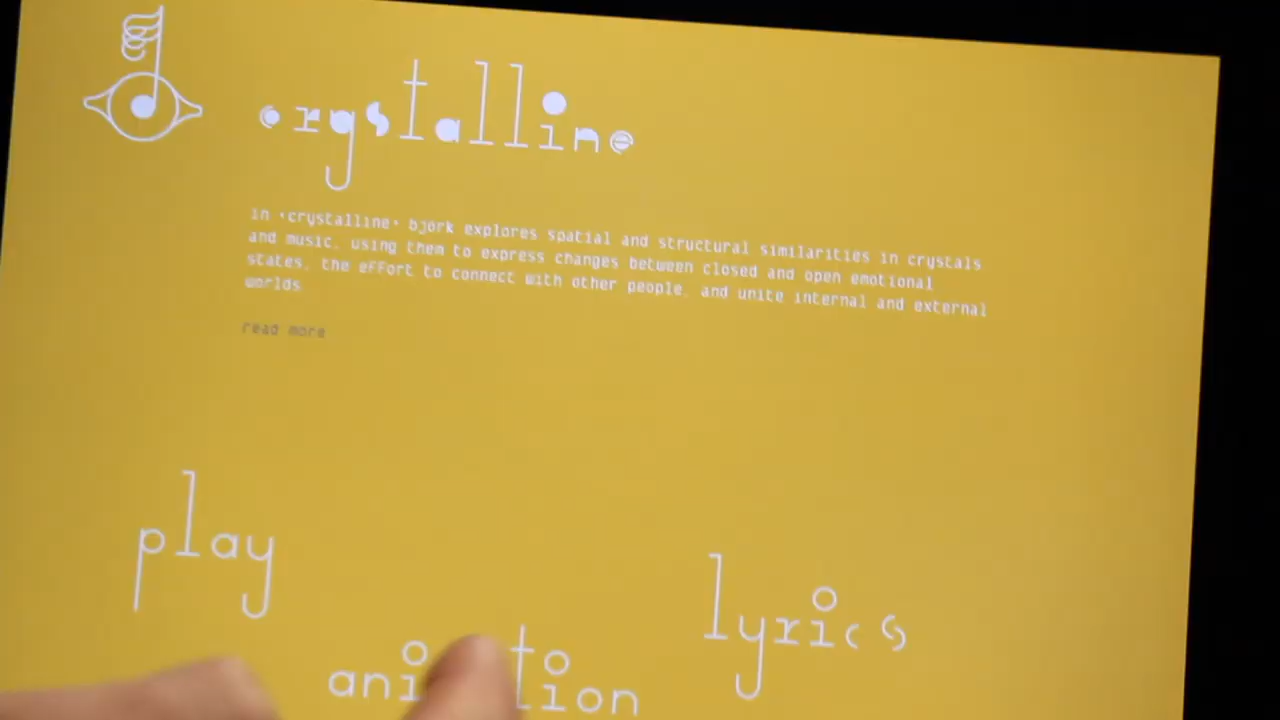 crystalline
in ‹crystalline› björk explores spatial and structural similarities in crystals
and music, using them to express changes between closed and open emotional
states, the effort to connect with other people, and unite internal and external
worlds
read more
play
lyrics